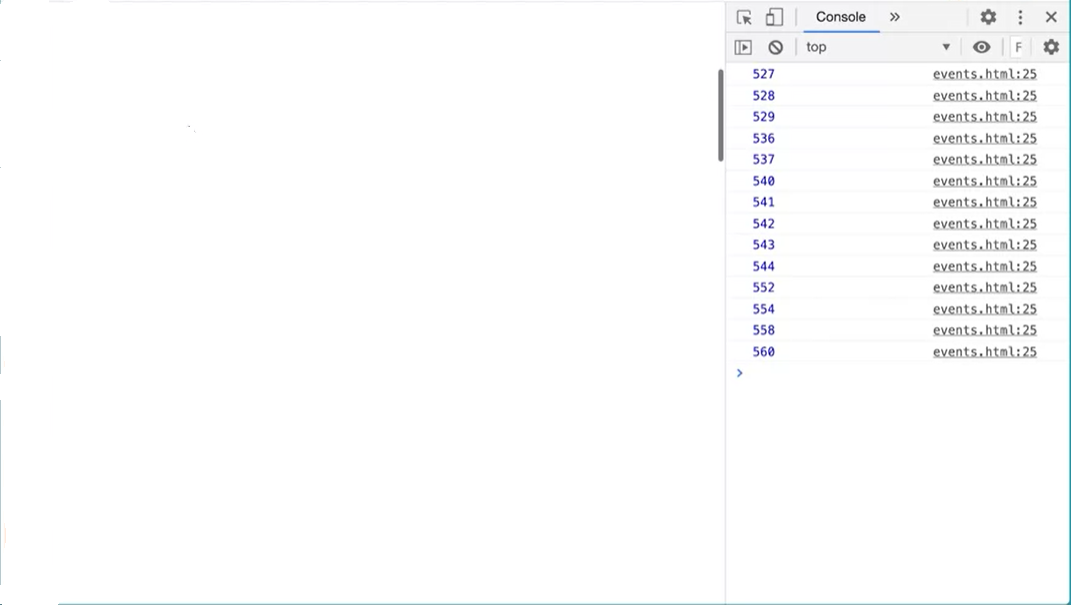 Console »
top F
527 events.html:25
528 events.html:25
529 events.html:25
536 events.html:25
537 events.html:25
540 events.html:25
541 events.html:25
542 events.html:25
543 events.html:25
544 events.html:25
552 events.html:25
554 events.html:25
558 events.html:25
560 events.html:25